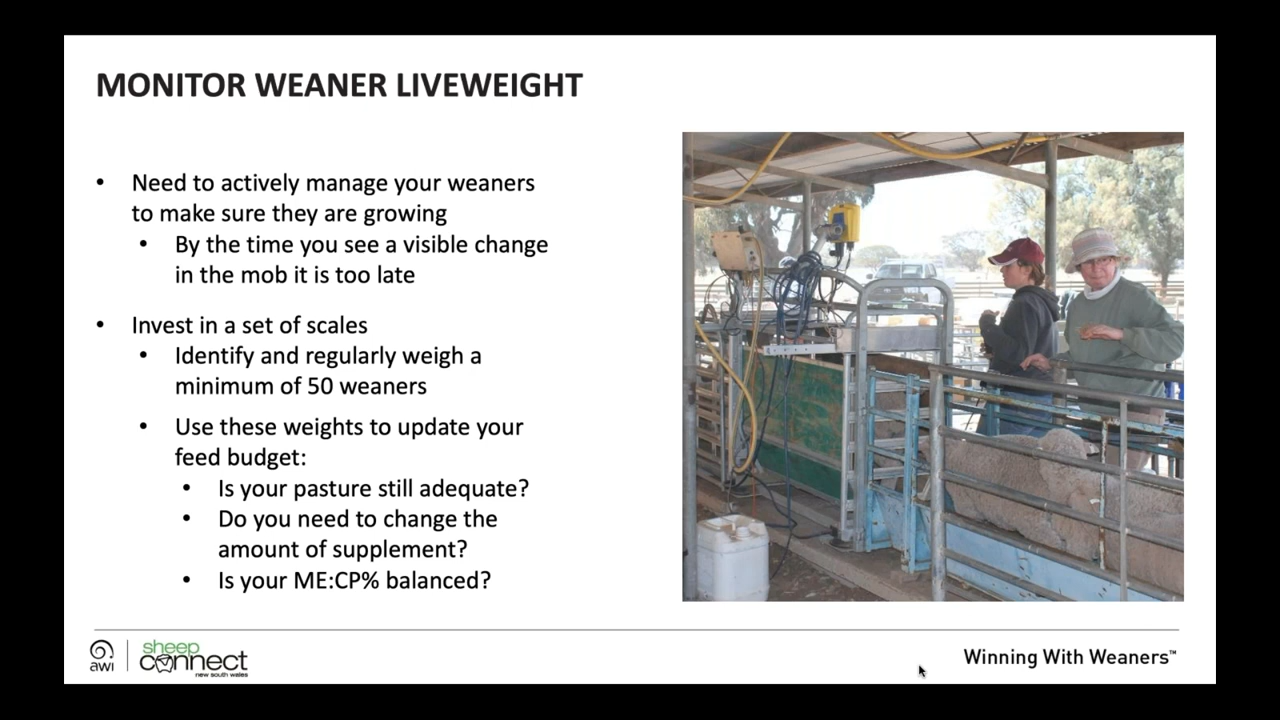 MONITOR WEANER LIVEWEIGHT
• Need to actively manage your weaners
to make sure they are growing
• By the time you see a visible change
in the mob it is too late
• Invest in a set of scales
• Identify and regularly weigh a
minimum of 50 weaners
• Use these weights to update your
feed budget:
• Is your pasture still adequate?
• Do you need to change the
amount of supplement?
• Is your ME:CP% balanced?
awi
sheep
connect
new south wales
Winning With Weaners™